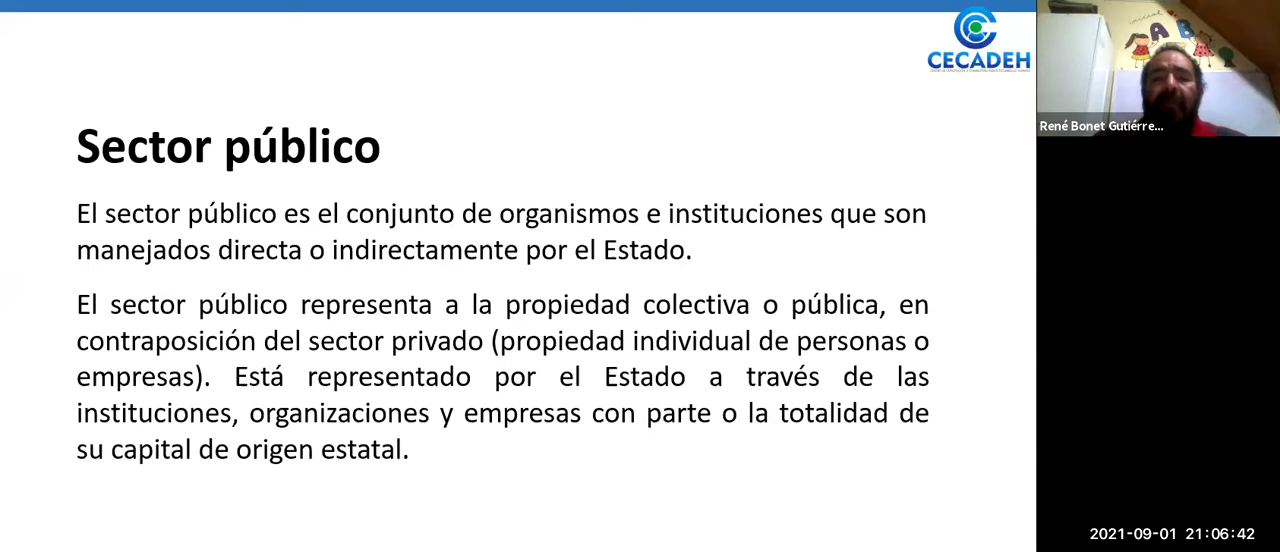 CECADEH
Sector público
El sector público es el conjunto de organismos e instituciones que son
manejados directa o indirectamente por el Estado.
El sector público representa a la propiedad colectiva o pública, en
contraposición del sector privado (propiedad individual de personas o
empresas). Está representado por el Estado a través de las
instituciones, organizaciones y empresas con parte o la totalidad de
su capital de origen estatal.
A B
René Bonet Gutiérre...
2021-09-01 21:06:42